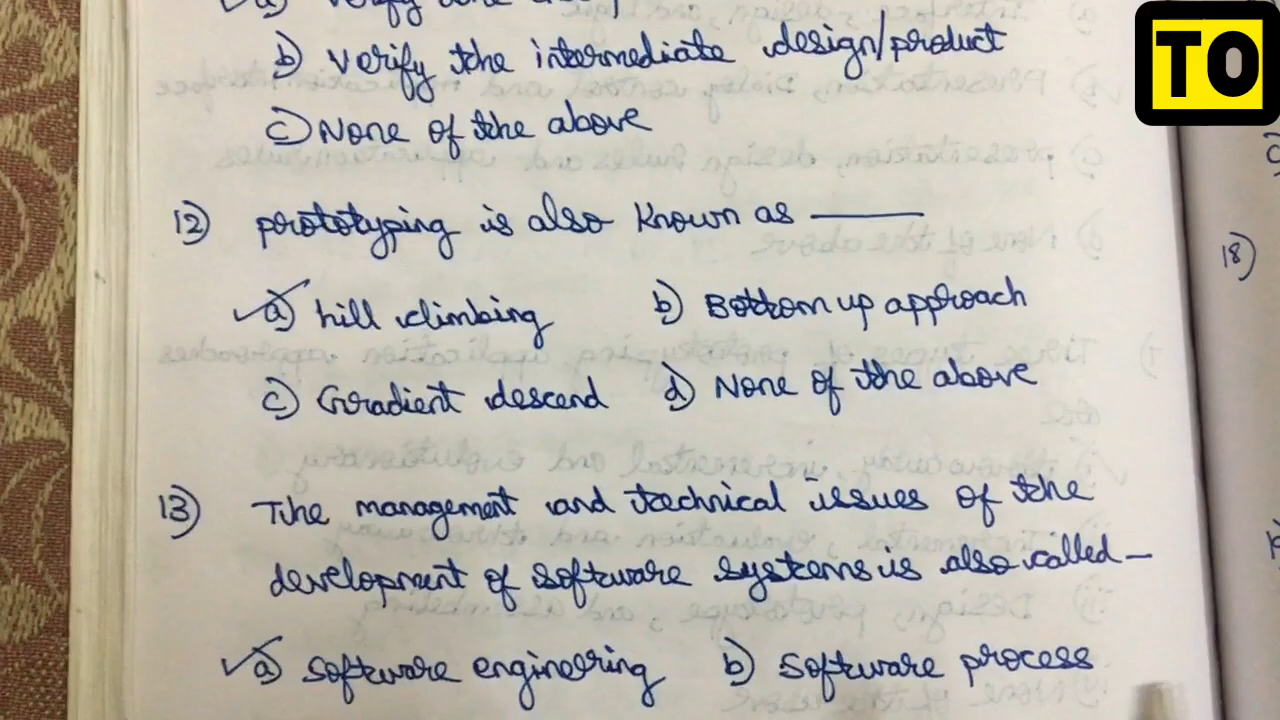 b) Verify the intermediate design/product
c) None of the above
12) prototyping is also known as ———
a) hill climbing b) Bottom up approach
c) Gradient descend d) None of the above
13) The management and technical issues of the
development of software systems is also called —
a) software engineering b) software process
18)
TO